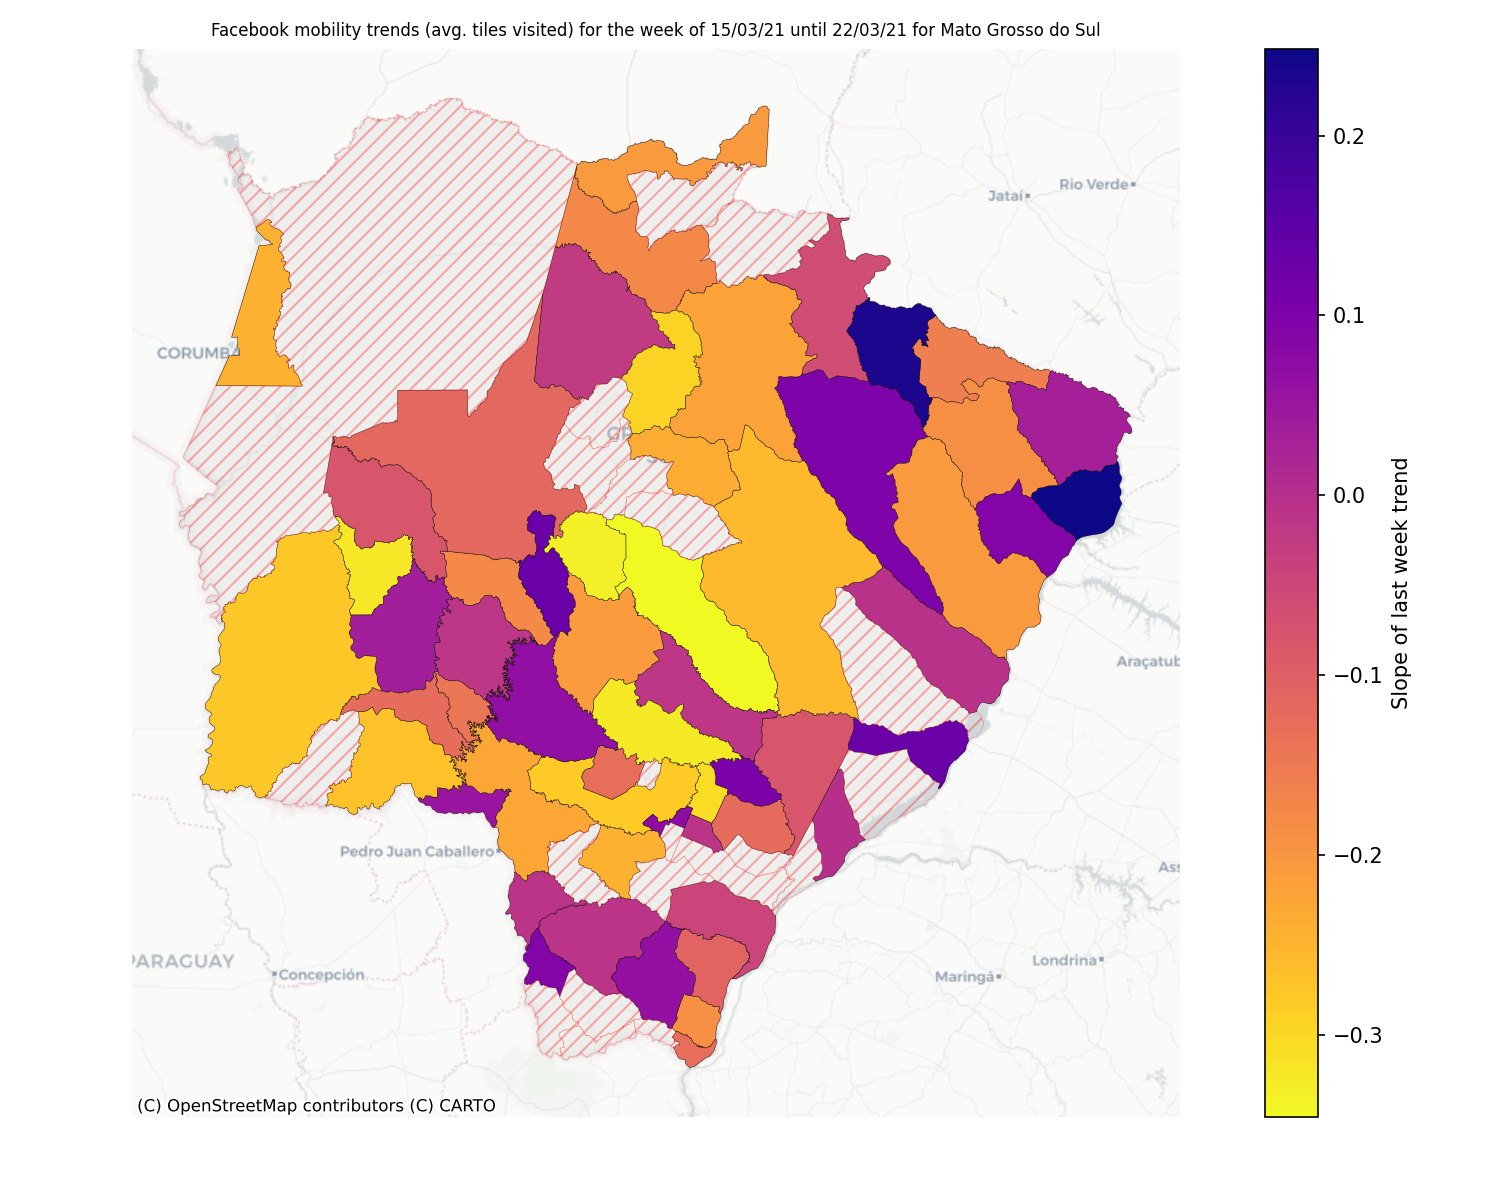 Facebook mobility trends (avg. tiles visited) for the week of 15/03/21 until 22/03/21 for Mato Grosso do Sul
Jataí
Rio Verde
CORUMBÁ
Araçatub
Pedro Juan Caballero
Ass
PARAGUAY
Concepción
Maringá
Londrina
(C) OpenStreetMap contributors (C) CARTO
0.2
0.1
0.0
−0.1
−0.2
−0.3
Slope of last week trend